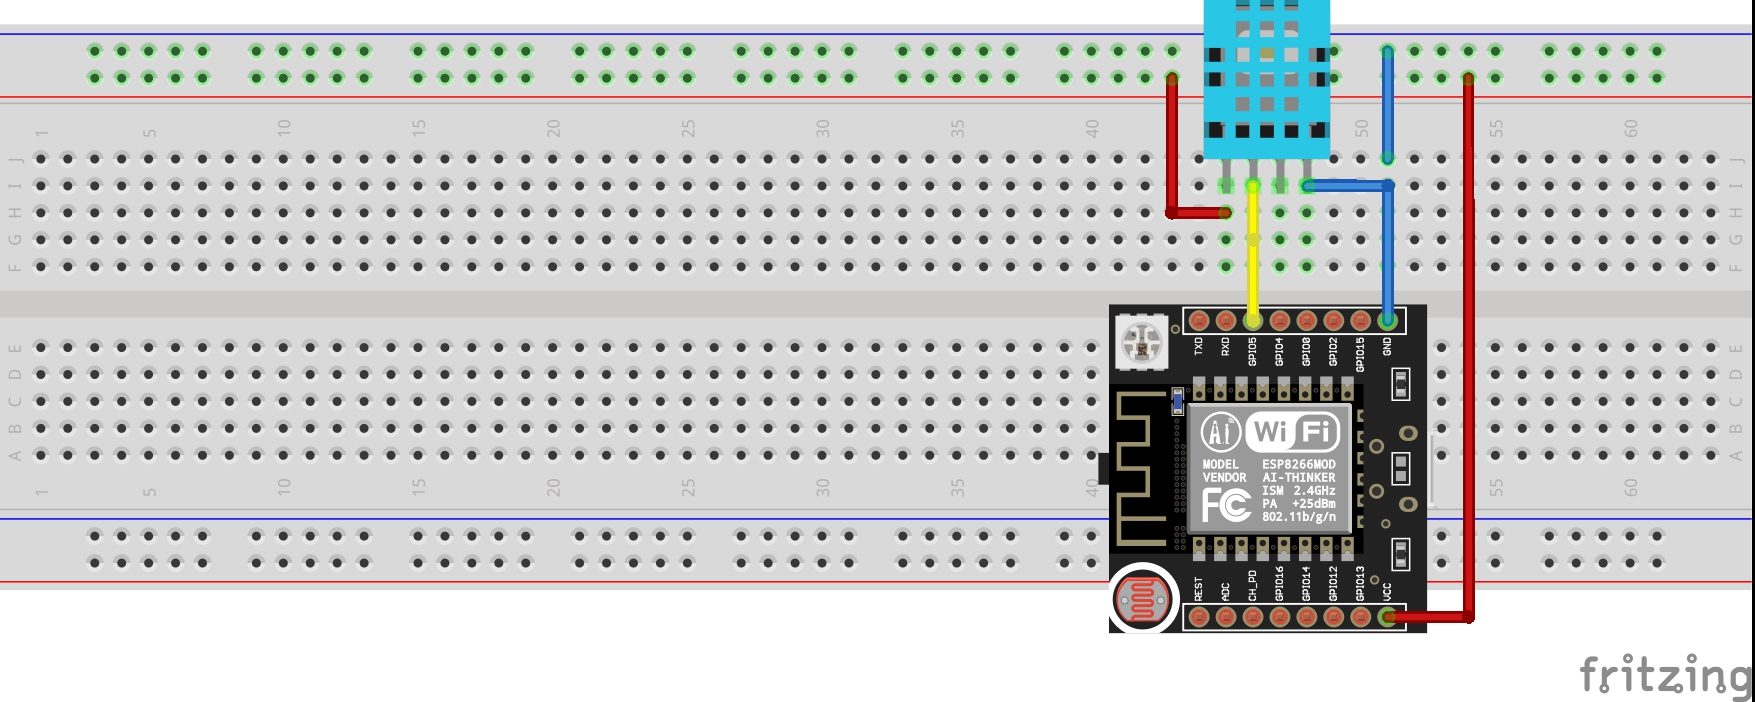 1 5 10 15 20 25 30 35 40 50 55 60
J J
I I
H H
G G
F F
TXD RXD GPIO5 GPIO4 GPIO0 GPIO2 GPIO15 GND
E E
D D
C C
B B
A A
Ai WiFi
MODEL ESP8266MOD
VENDOR AI-THINKER
ISM 2.4GHz
PA +25dBm
802.11b/g/n
FC
1 5 10 15 20 25 30 35 40 55 60
REST ADC CH_PD GPIO16 GPIO14 GPIO12 GPIO13 VCC
fritzing